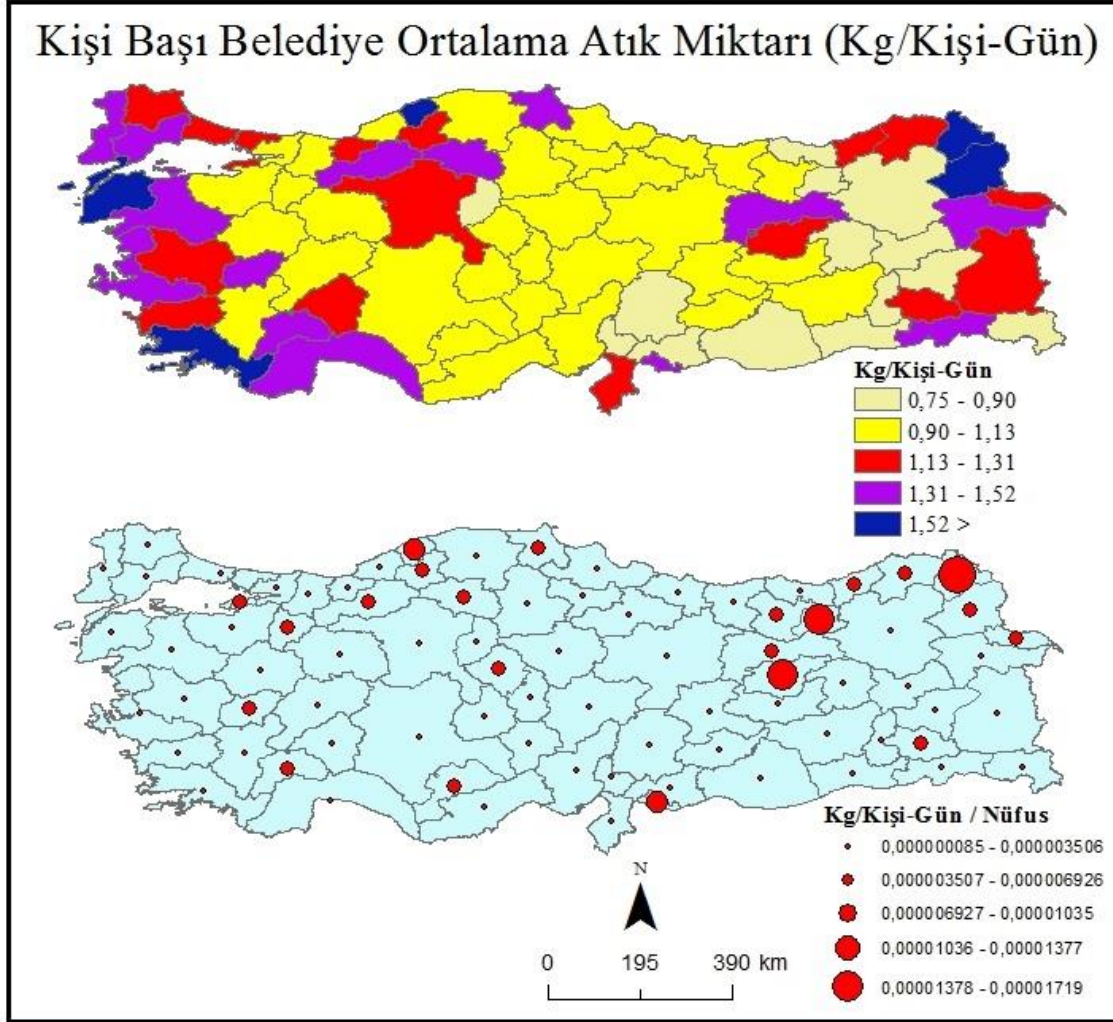 Kişi Başı Belediye Ortalama Atık Miktarı (Kg/Kişi-Gün)
Kg/Kişi-Gün
0,75 - 0,90
0,90 - 1,13
1,13 - 1,31
1,31 - 1,52
1,52 >
Kg/Kişi-Gün / Nüfus
0,000000085 - 0,000003506
0,000003507 - 0,000006926
0,000006927 - 0,00001035
0,00001036 - 0,00001377
0,00001378 - 0,00001719
N
0 195 390 km